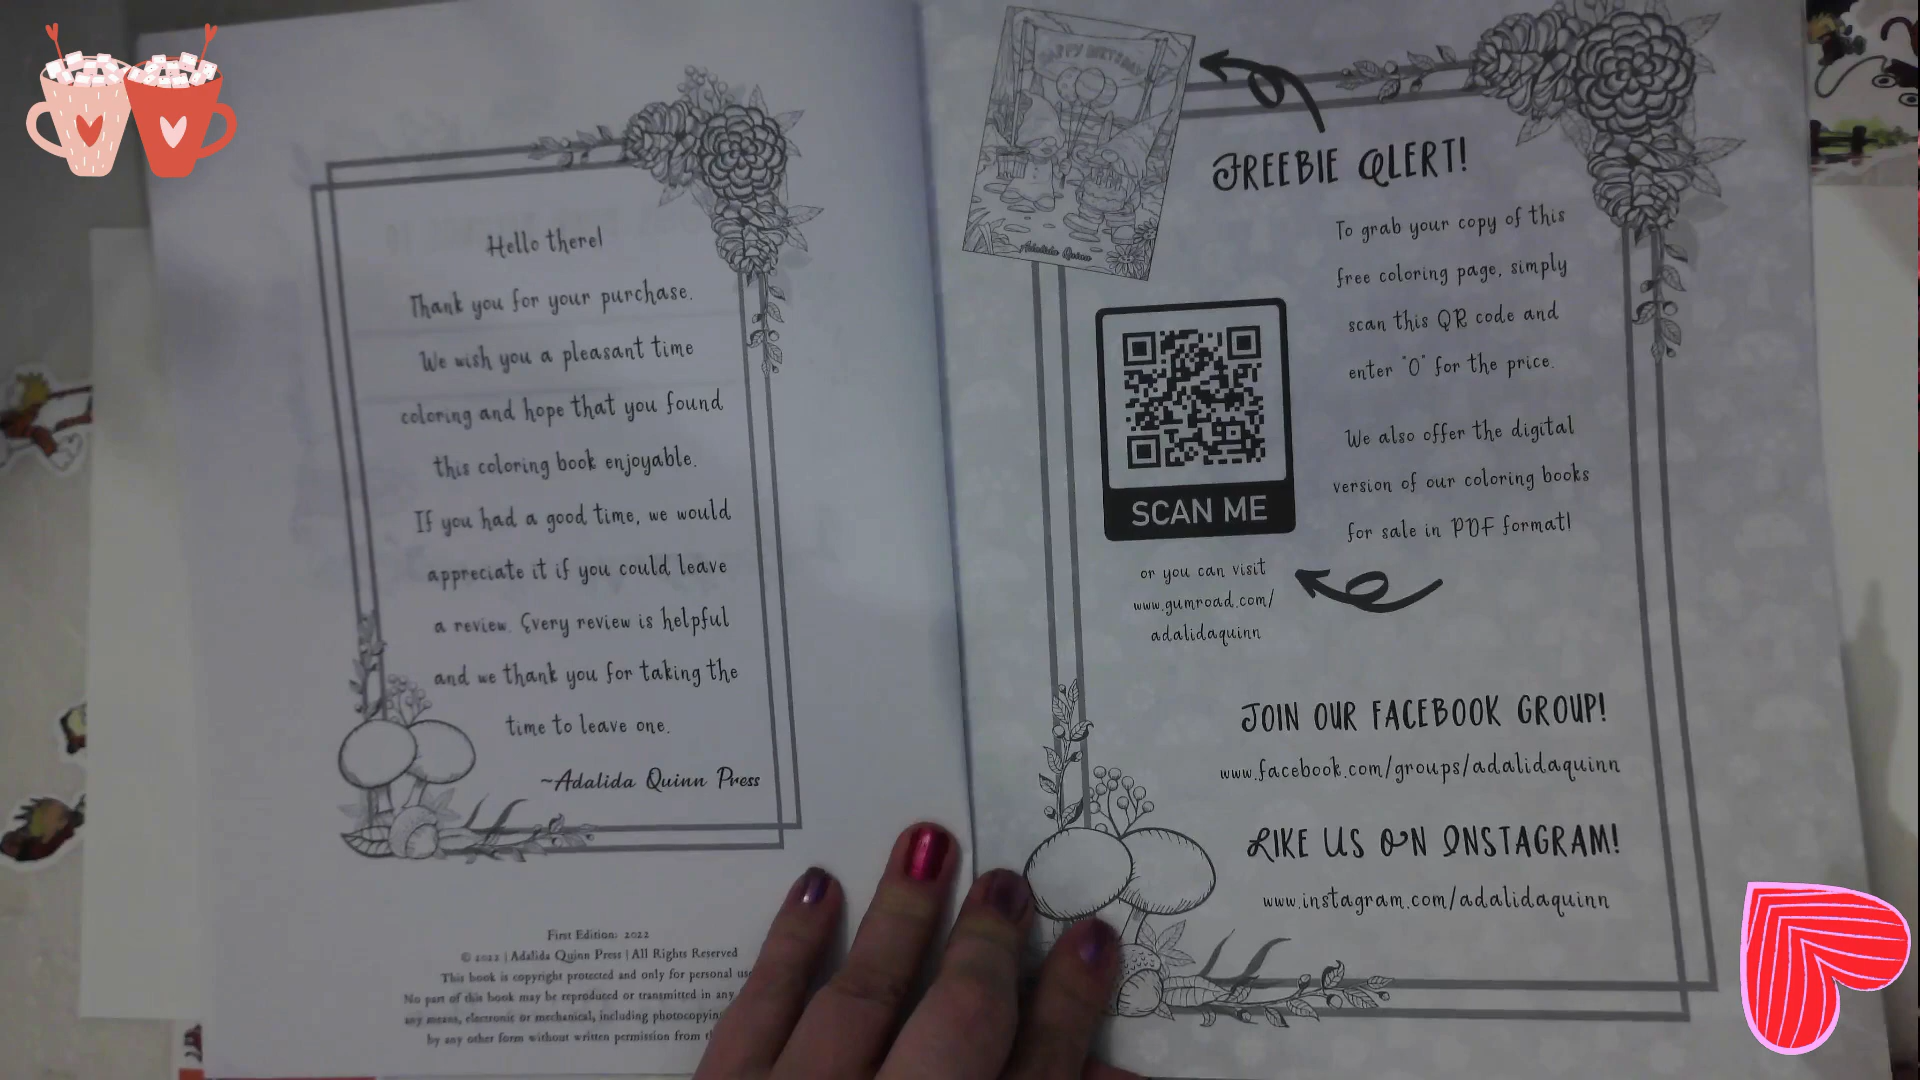 Hello there!
Thank you for your purchase.
We wish you a pleasant time
coloring and hope that you found
this coloring book enjoyable.
If you had a good time, we would
appreciate it if you could leave
a review. Every review is helpful
and we thank you for taking the
time to leave one.
~Adalida Quinn Press
First Edition: 2022
© 2022 | Adalida Quinn Press | All Rights Reserved
This book is copyright protected and only for personal use
No part of this book may be reproduced or transmitted in any
any means, electronic or mechanical, including photocopying
by any other form without written permission from
HAPPY BIRTHDAY
Adalida Quinn
FREEBIE ALERT!
To grab your copy of this
free coloring page, simply
scan this QR code and
enter "0" for the price.
We also offer the digital
version of our coloring books
for sale in PDF format!
SCAN ME
or you can visit
www.gumroad.com/
adalidaquinn
JOIN OUR FACEBOOK GROUP!
www.facebook.com/groups/adalidaquinn
LIKE US ON INSTAGRAM!
www.instagram.com/adalidaquinn